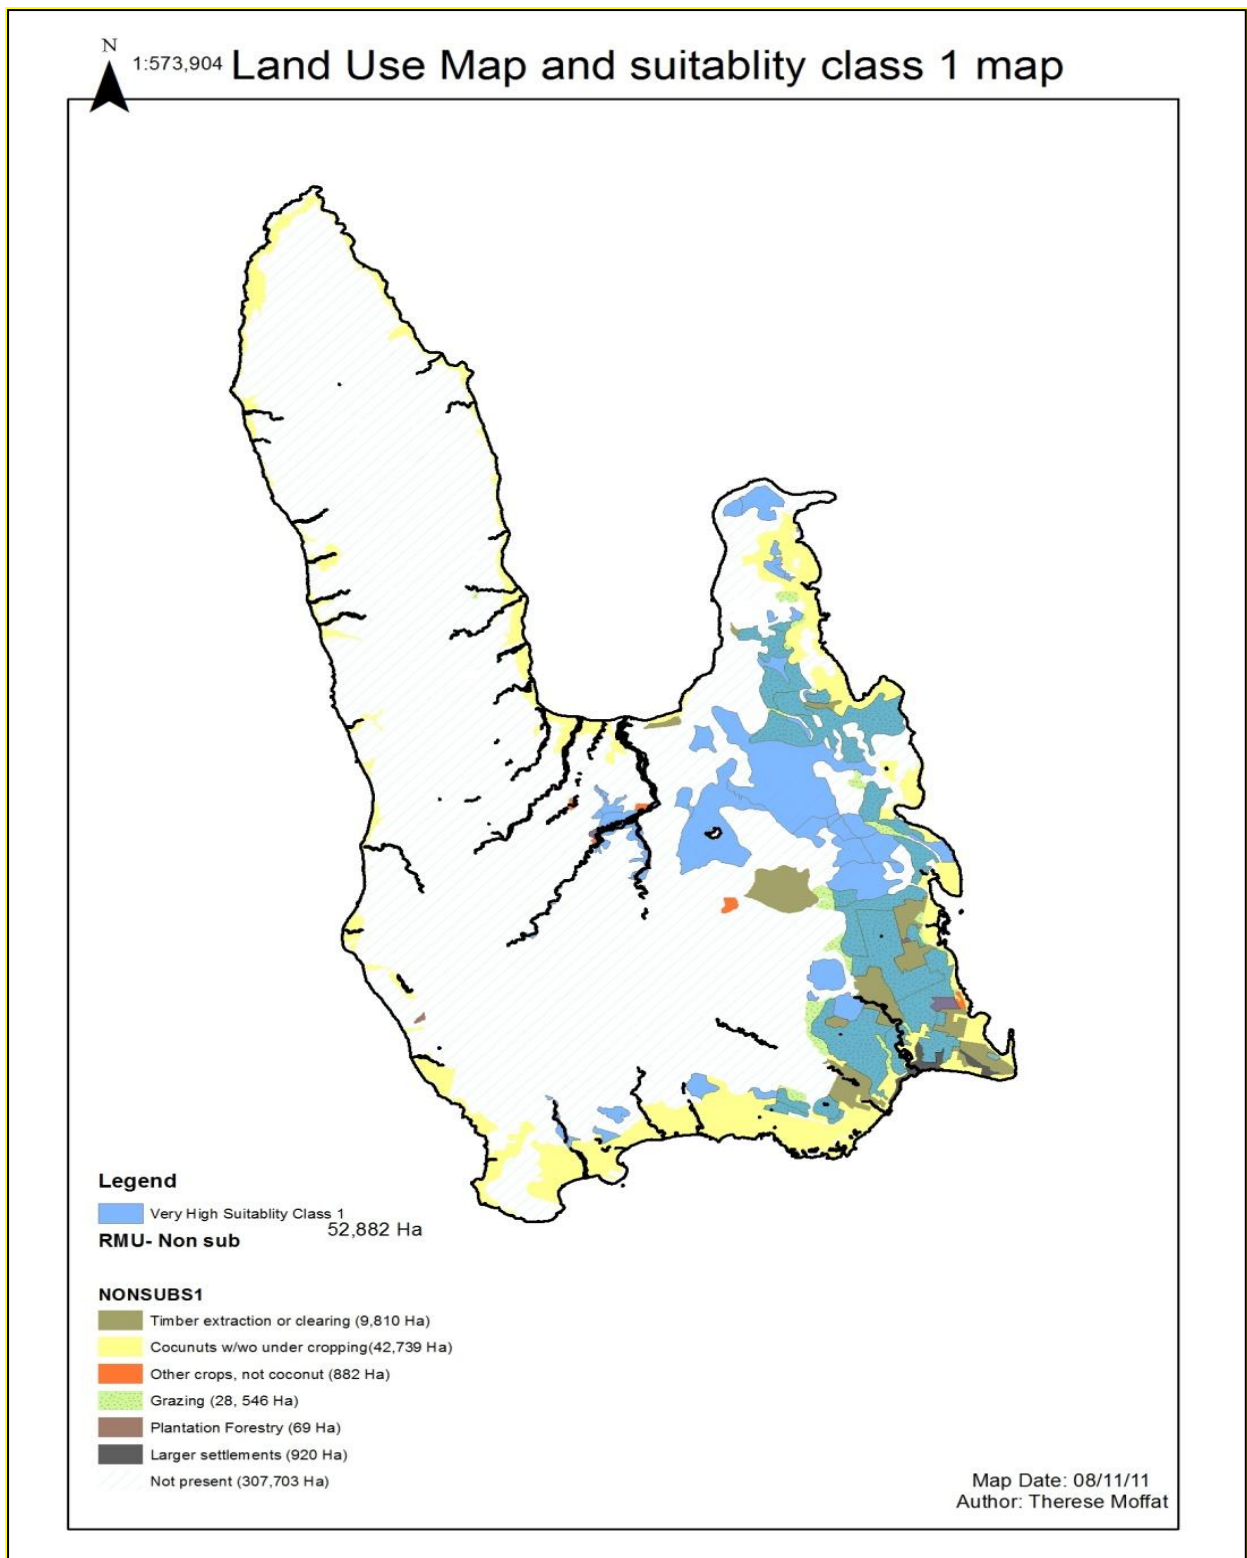 N
1:573,904 Land Use Map and suitablity class 1 map
Legend
Very High Suitablity Class 1
52,882 Ha
RMU- Non sub
NONSUBS1
Timber extraction or clearing (9,810 Ha)
Cocunuts w/wo under cropping(42,739 Ha)
Other crops, not coconut (882 Ha)
Grazing (28, 546 Ha)
Plantation Forestry (69 Ha)
Larger settlements (920 Ha)
Not present (307,703 Ha)
Map Date: 08/11/11
Author: Therese Moffat